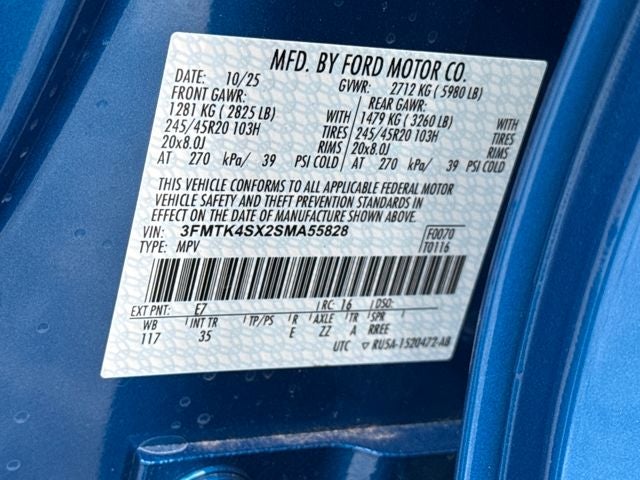 MFD. BY FORD MOTOR CO.
DATE: 10/25 GVWR: 2712 KG ( 5980 LB)
FRONT GAWR: REAR GAWR:
1281 KG ( 2825 LB) WITH 1479 KG ( 3260 LB) WITH
245/45R20 103H TIRES 245/45R20 103H TIRES
20x8.0J RIMS 20x8.0J RIMS
AT 270 kPa/ 39 PSI COLD AT 270 kPa/ 39 PSI COLD
THIS VEHICLE CONFORMS TO ALL APPLICABLE FEDERAL MOTOR
VEHICLE SAFETY AND THEFT PREVENTION STANDARDS IN
EFFECT ON THE DATE OF MANUFACTURE SHOWN ABOVE.
VIN: 3FMTK4SX2SMA55828 F0070
TYPE: MPV T0116
EXT PNT: E7 RC: 16 DSO:
WB INT TR TP/PS R AXLE TR SPR
117 35 E ZZ A RREE
UTC ▽ RU5A-1520472-AB